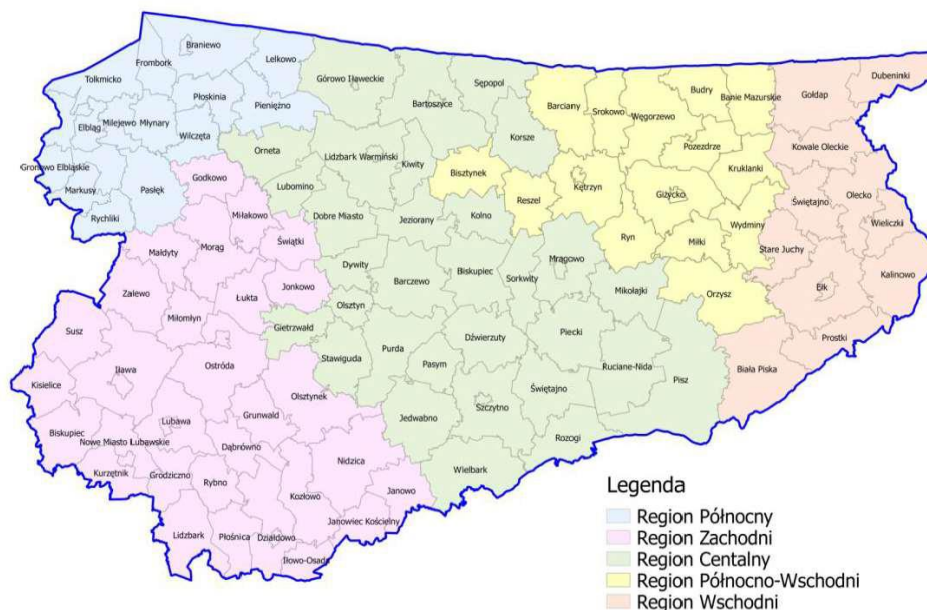 Braniewo
Frombork
Lelkowo
Tolkmicko
Płoskinia
Pieniężno
Elbląg
Milejewo
Młynary
Wilczęta
Gronowo Elbląskie
Markusy
Pasłęk
Rychliki
Godkowo
Górowo Iławeckie
Bartoszyce
Sępopol
Korsze
Orneta
Lidzbark Warmiński
Kiwity
Lubomino
Bisztynek
Reszel
Barciany
Srokowo
Węgorzewo
Budry
Banie Mazurskie
Pozezdrze
Kruklanki
Kętrzyn
Giżycko
Wydminy
Ryn
Miłki
Orzysz
Gołdap
Dubeninki
Kowale Oleckie
Świętajno
Olecko
Wieliczki
Stare Juchy
Kalinowo
Ełk
Prostki
Biała Piska
Miłakowo
Dobre Miasto
Jeziorany
Kolno
Małdyty
Morąg
Świątki
Dywity
Barczewo
Biskupiec
Sorkwity
Mrągowo
Mikołajki
Zalewo
Łukta
Jonkowo
Olsztyn
Susz
Miłomłyn
Gietrzwałd
Stawiguda
Purda
Pasym
Dźwierzuty
Piecki
Ruciane-Nida
Pisz
Kisielice
Iława
Ostróda
Olsztynek
Jedwabno
Szczytno
Świętajno
Rozogi
Biskupiec
Nowe Miasto Lubawskie
Lubawa
Grunwald
Dąbrówno
Kurzętnik
Grodziczno
Rybno
Nidzica
Wielbark
Kozłowo
Janowo
Janowiec Kościelny
Lidzbark
Płośnica
Działdowo
Iłowo-Osada
Legenda
Region Północny
Region Zachodni
Region Centalny
Region Północno-Wschodni
Region Wschodni